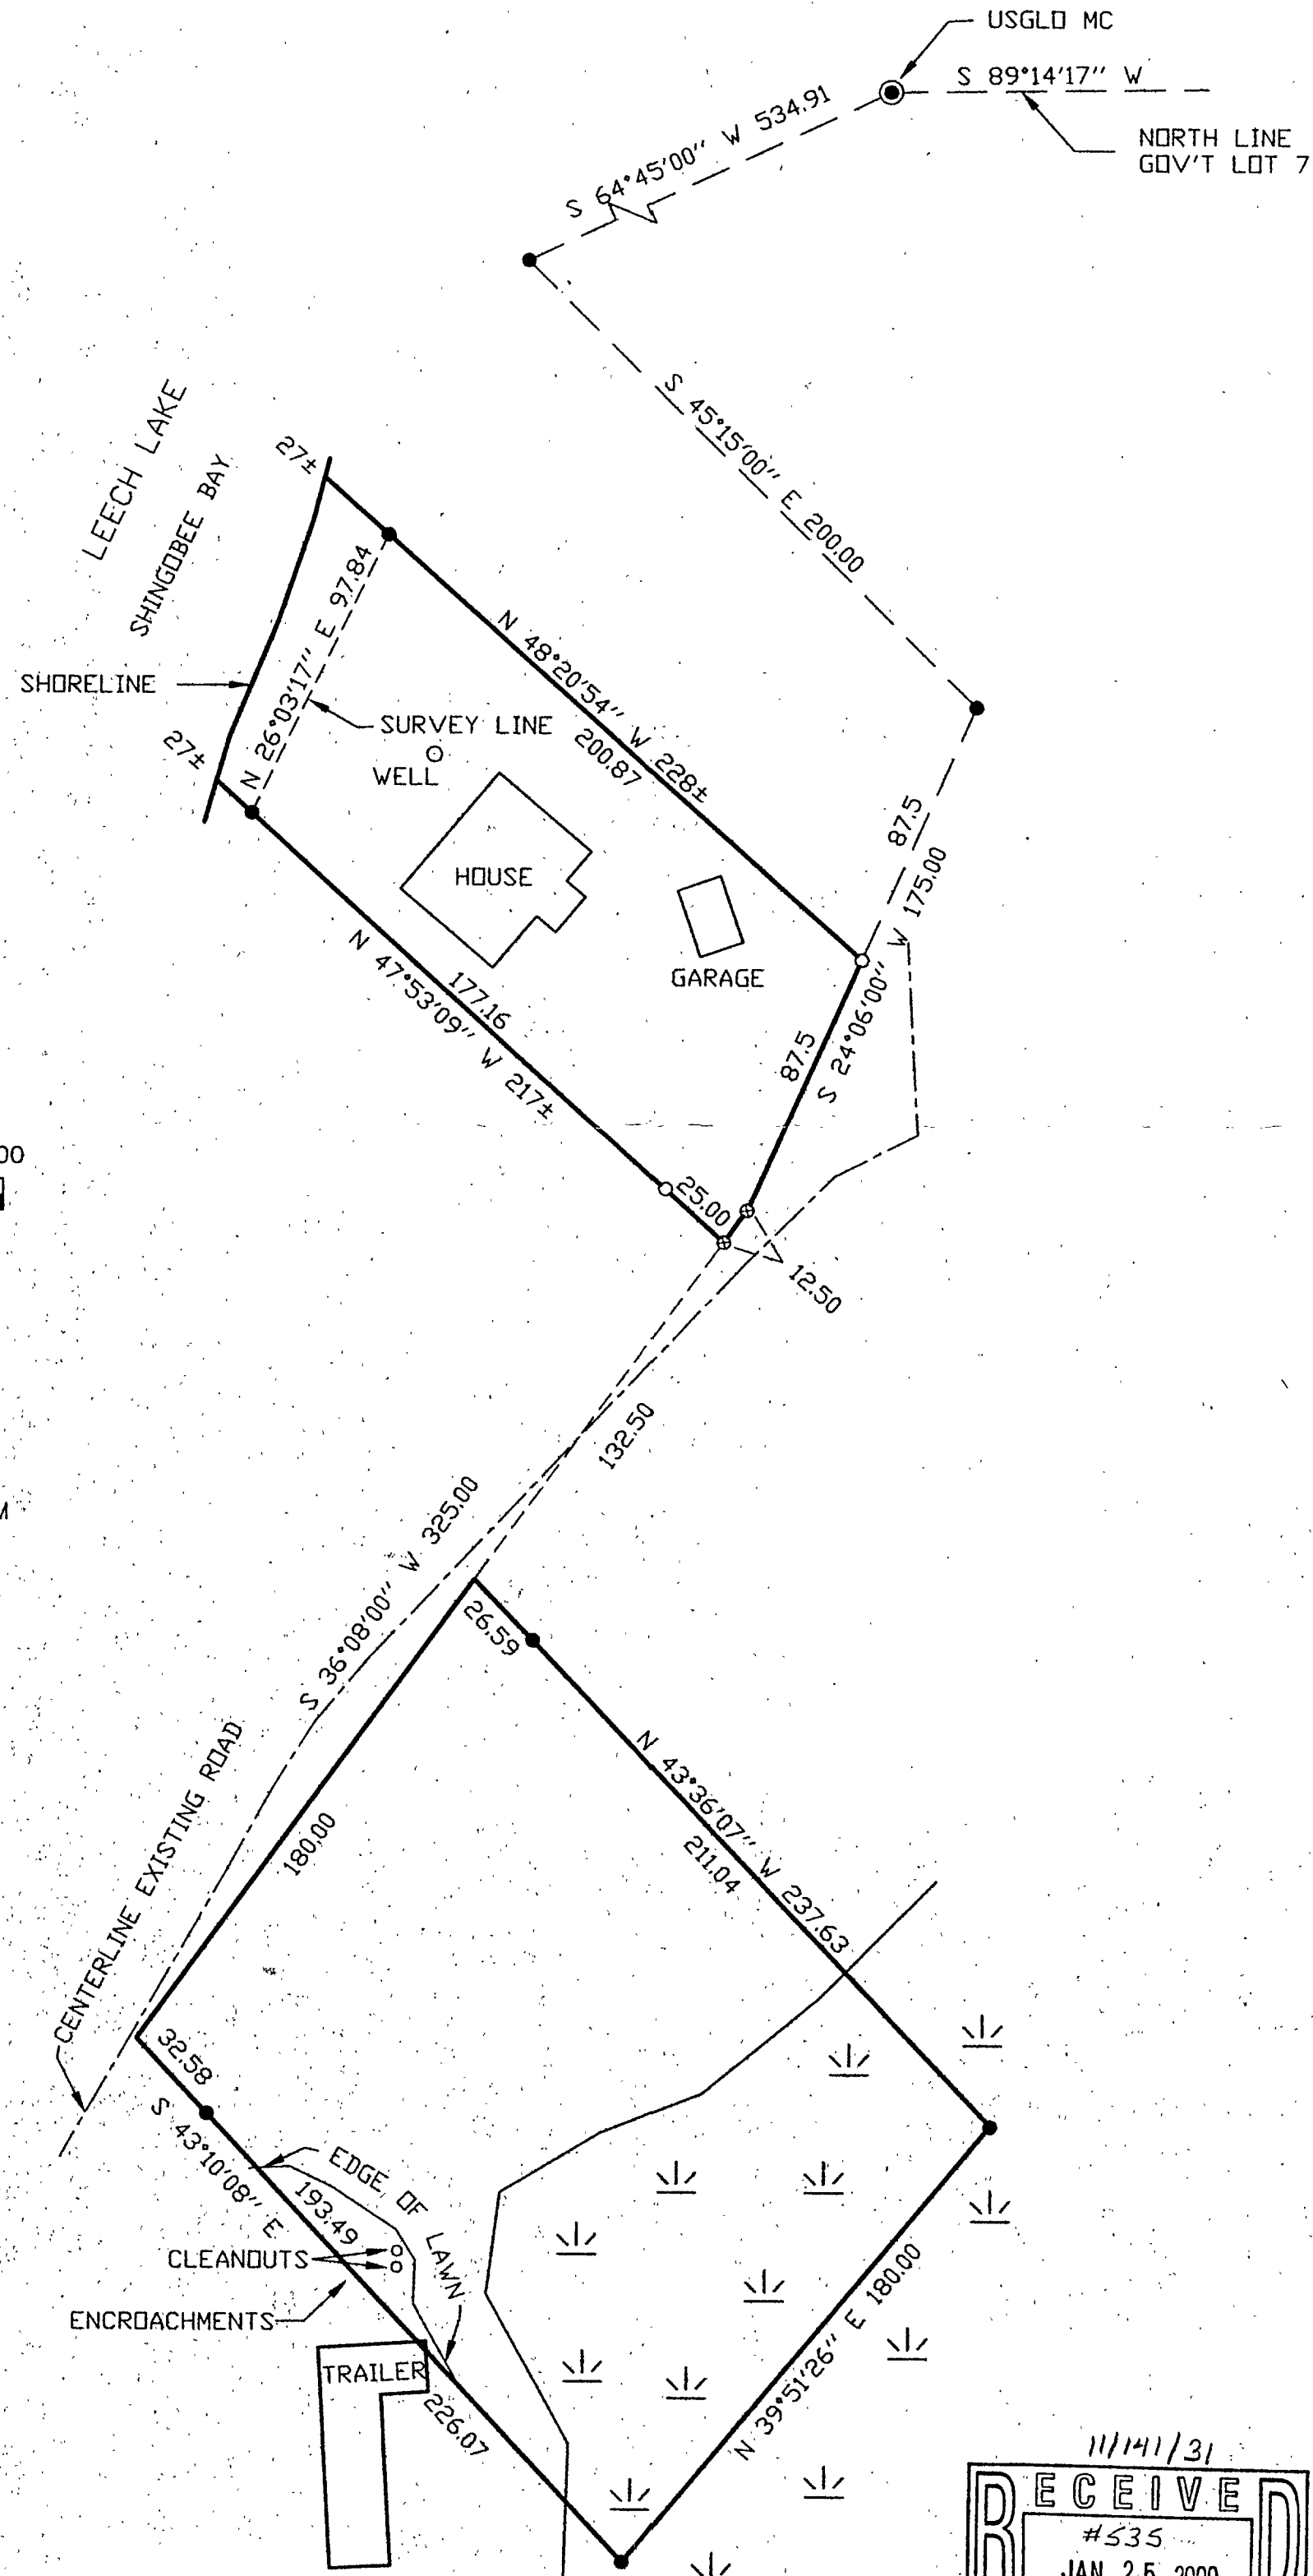 USGLO MC
S 89°14'17" W
S 64°45'00" W 534.91
NORTH LINE
GOV'T LOT 7
S 45°15'00" E 200.00
LEECH LAKE
SHINGOBEE BAY
27±
N 26°03'17" E 97.84
N 48°20'54" W 228±
200.87
SHORELINE
SURVEY LINE
27±
WELL
HOUSE
87.5
S 24°06'00" W 175.00
GARAGE
177.16
N 47°53'09" W 217±
87.5
00
25.00
12.50
132.50
S 36°08'00" W 325.00
26.59
N 43°36'07" W 237.63
211.04
CENTERLINE EXISTING ROAD
180.00
32.58
S 43°10'08" E
193.49
EDGE OF LAWN
CLEANOUTS
ENCROACHMENTS
TRAILER
226.07
N 39°51'26" E 180.00
11/141/31
RECEIVED
#535
JAN 25 2000